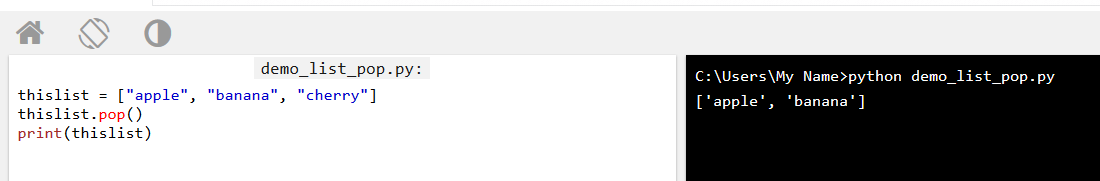 demo_list_pop.py:
thislist = ["apple", "banana", "cherry"]
thislist.pop()
print(thislist)
C:\Users\My Name>python demo_list_pop.py
['apple', 'banana']